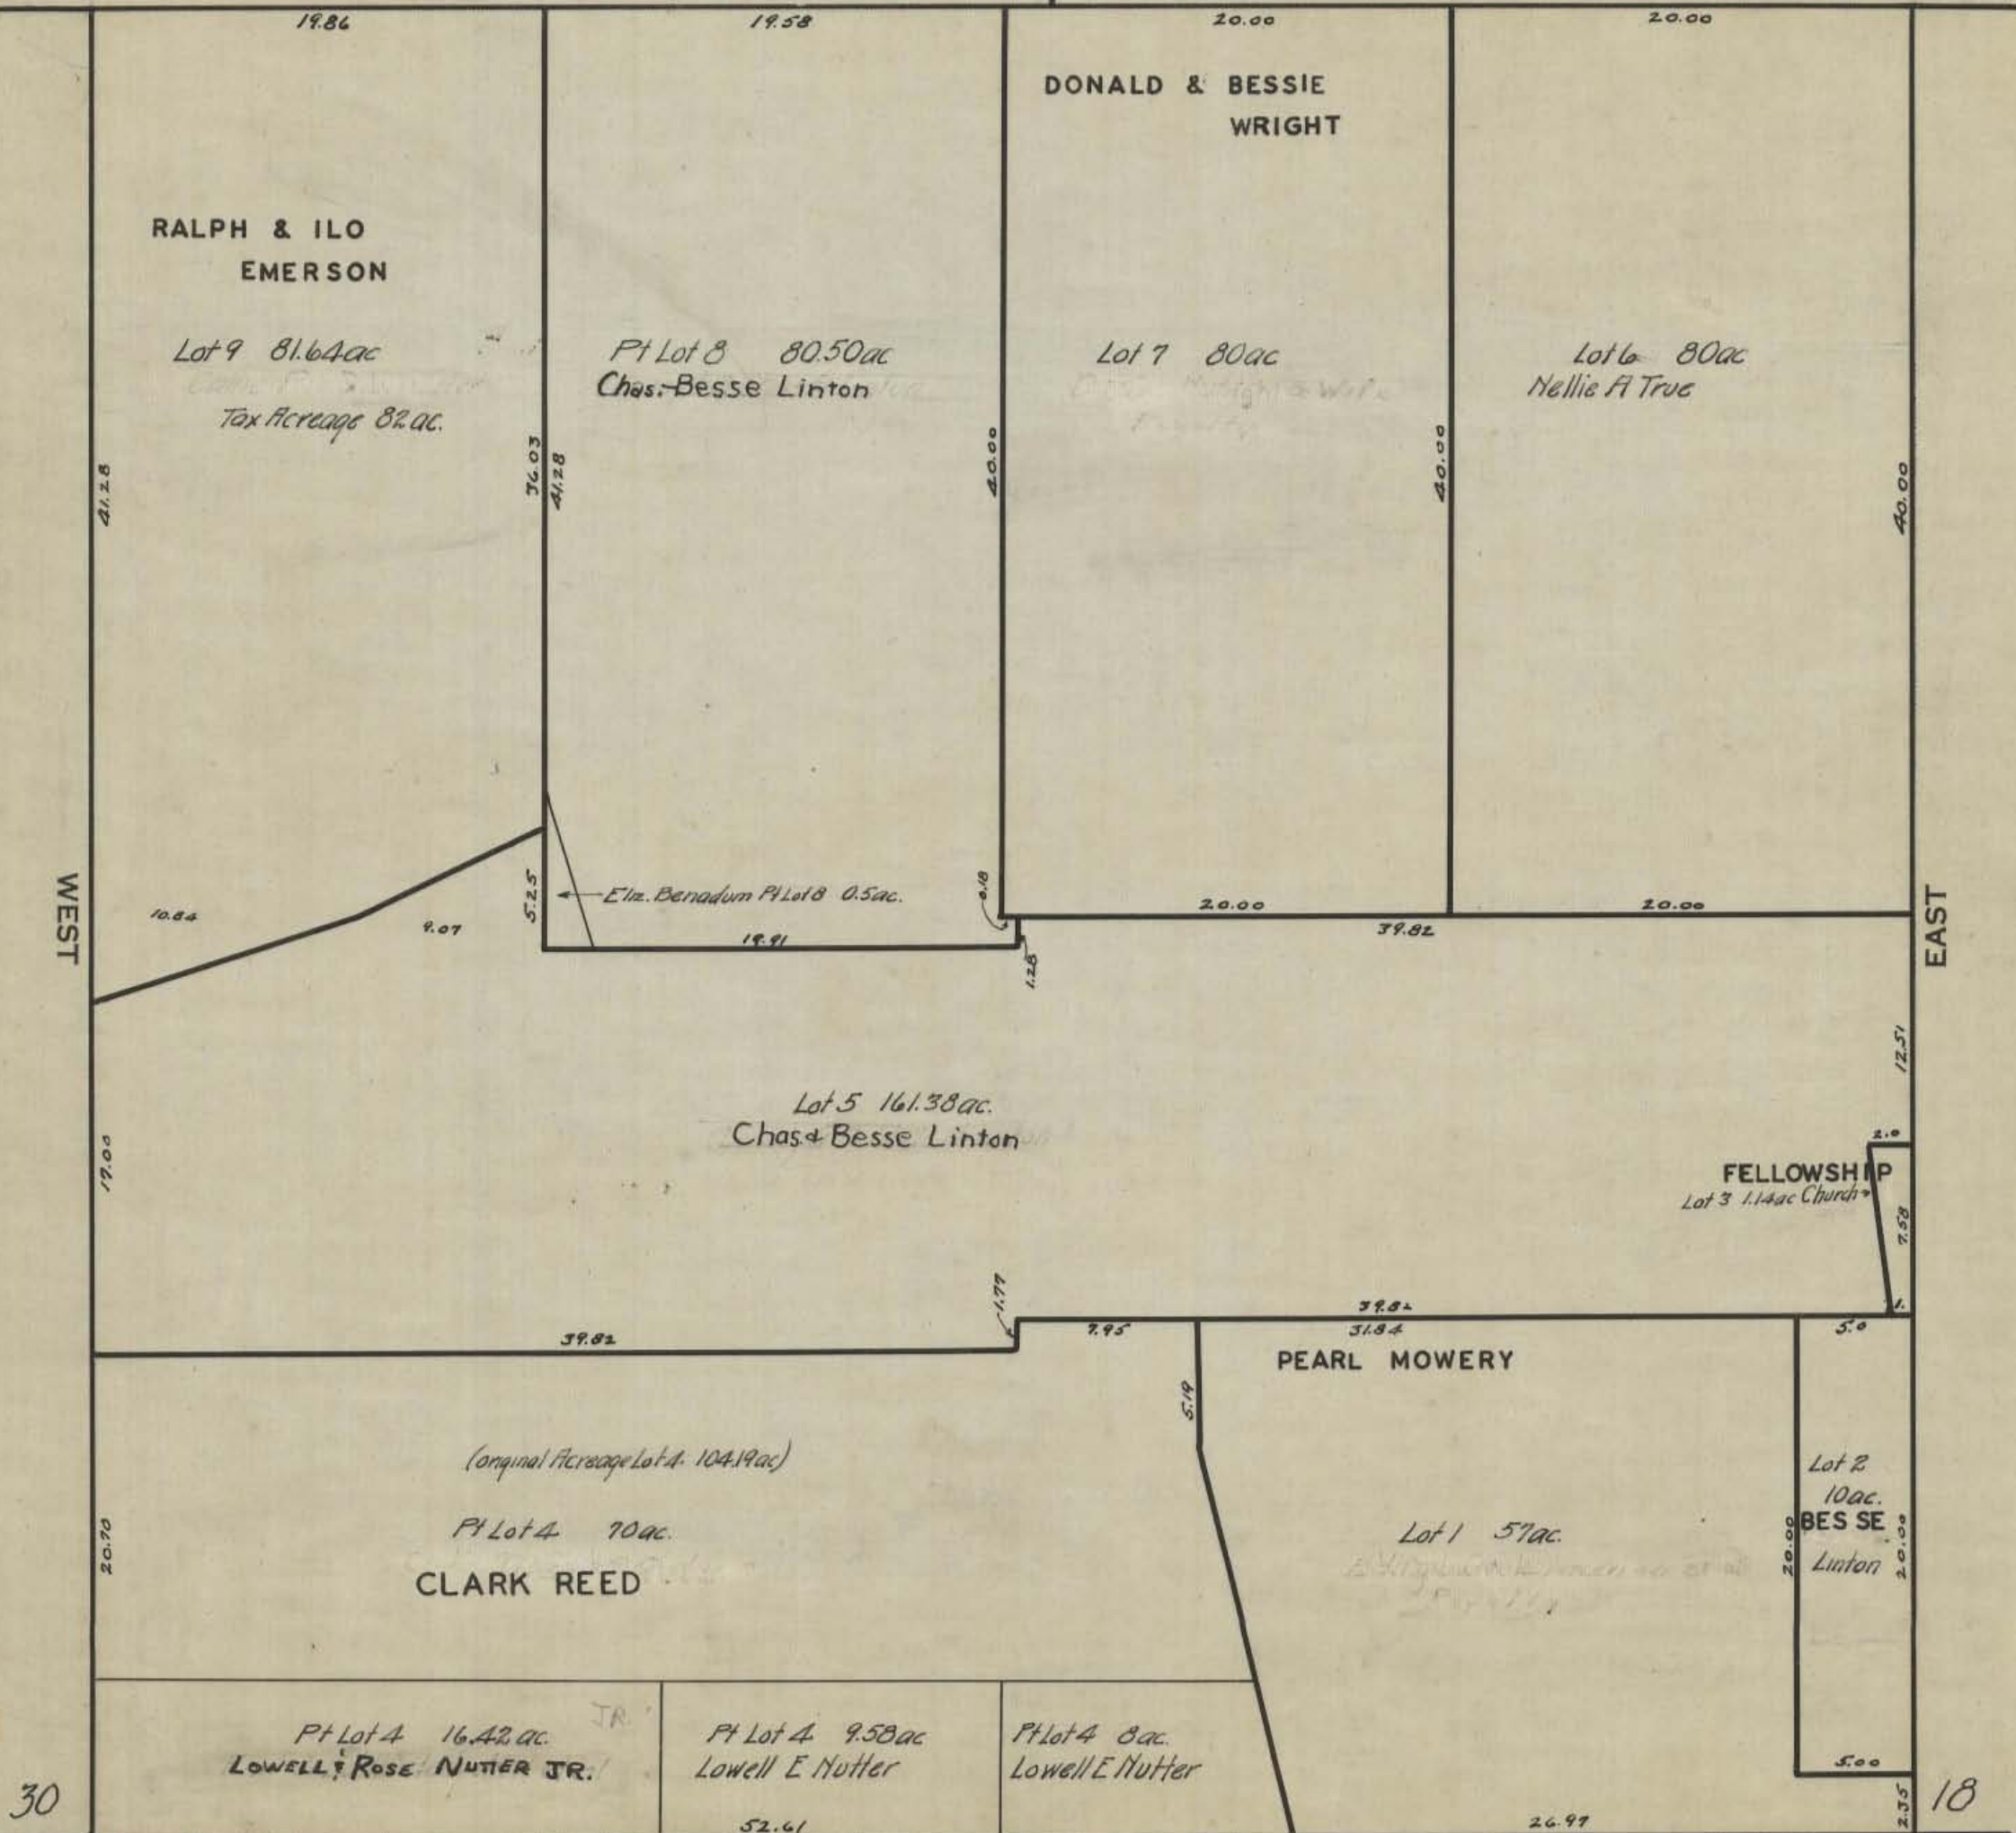 19.86
19.58
20.00
20.00
DONALD & BESSIE
WRIGHT
RALPH & ILO
EMERSON
Lot 9 81.64ac
Tax Acreage 82 ac.
Pt Lot 8 80.50ac
Chas.-Besse Linton
Lot 7 80ac
Lot 6 80ac
Nellie A True
41.28
36.03
41.28
40.00
40.00
40.00
WEST
EAST
10.84
9.07
5.25
Eliz. Benadum Pt Lot 8 0.5ac.
19.91
0.18
1.28
20.00
20.00
39.82
12.51
Lot 5 161.38ac.
Chas & Besse Linton
17.00
2.0
FELLOWSHIP
Lot 3 1.14ac Church
7.58
1.
1.77
39.82
39.82
7.95
31.84
5.0
PEARL MOWERY
5.19
(original Acreage Lot 4. 104.19ac)
Pt Lot 4 70ac.
CLARK REED
20.70
Lot 1 57ac.
Lot 2
10ac.
BESSE
Linton
20.00
20.00
JR.
Pt Lot 4 16.42 ac.
LOWELL & ROSE NUTTER JR.
Pt Lot 4 9.58ac
Lowell E Nutter
Pt Lot 4 8ac.
Lowell E Nutter
5.00
2.35
30
18
52.61
26.97